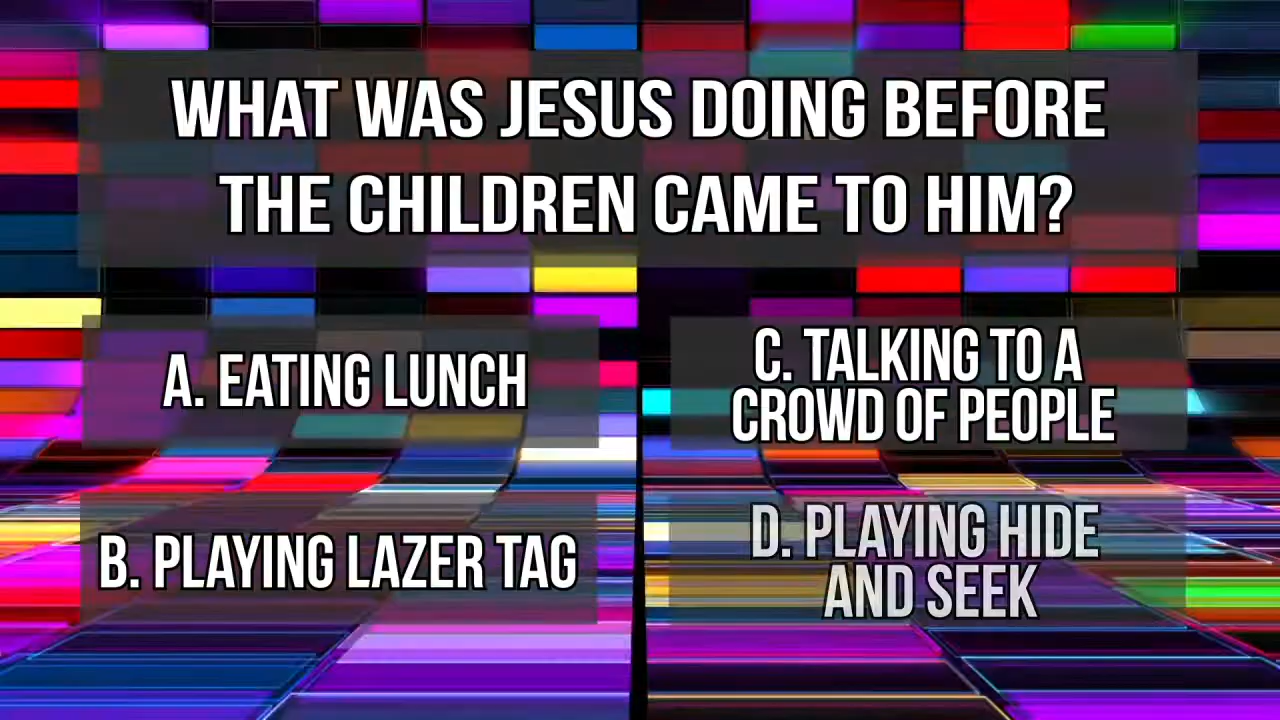 WHAT WAS JESUS DOING BEFORE
THE CHILDREN CAME TO HIM?
A. EATING LUNCH
B. PLAYING LAZER TAG
C. TALKING TO A
CROWD OF PEOPLE
D. PLAYING HIDE
AND SEEK